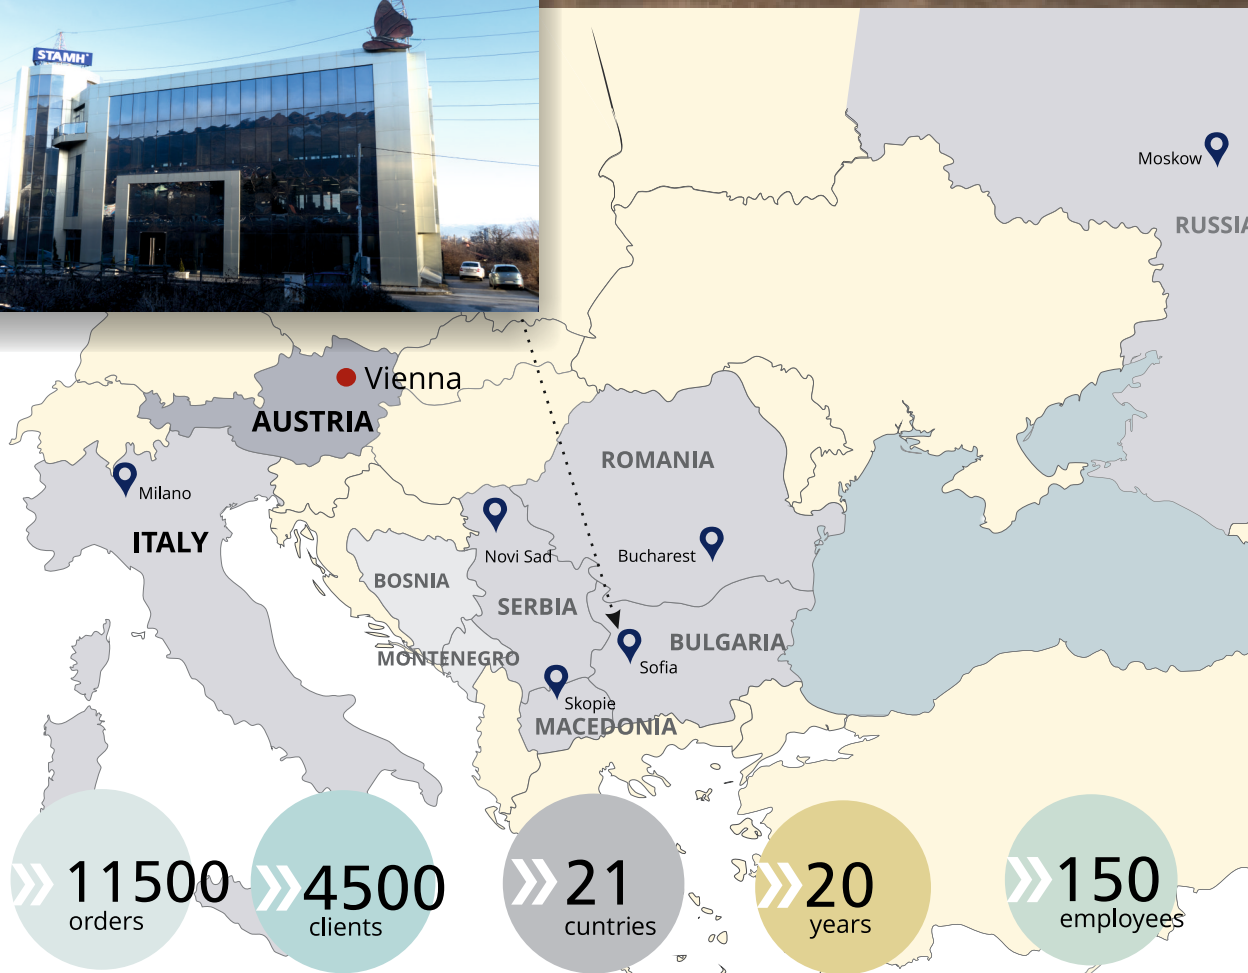 STAMH
Moskow
RUSSIA
Vienna
AUSTRIA
ROMANIA
Milano
ITALY
Novi Sad
Bucharest
BOSNIA
SERBIA
BULGARIA
MONTENEGRO
Sofia
Skopie
MACEDONIA
11500
orders
4500
clients
21
cuntries
20
years
150
employees